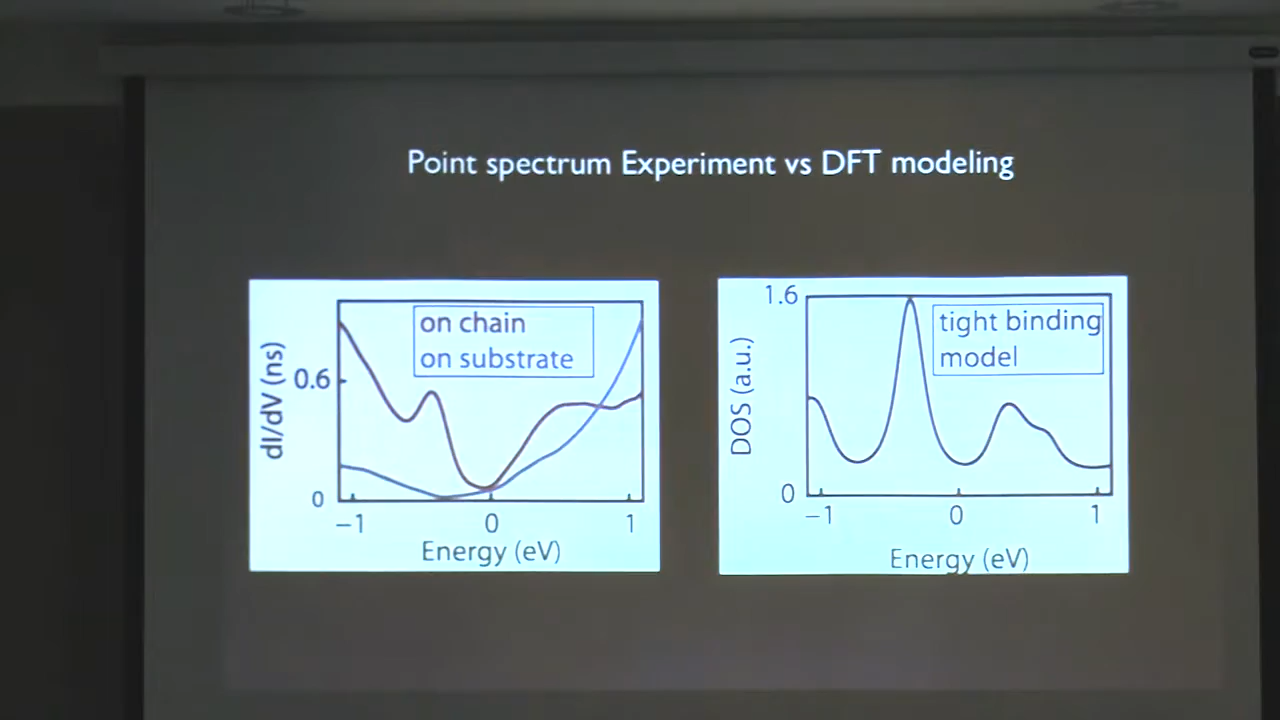 Point spectrum Experiment vs DFT modeling
on chain
on substrate
dI/dV (ns)
0.6
0
−1 0 1
Energy (eV)
1.6
tight binding
model
DOS (a.u.)
0
−1 0 1
Energy (eV)